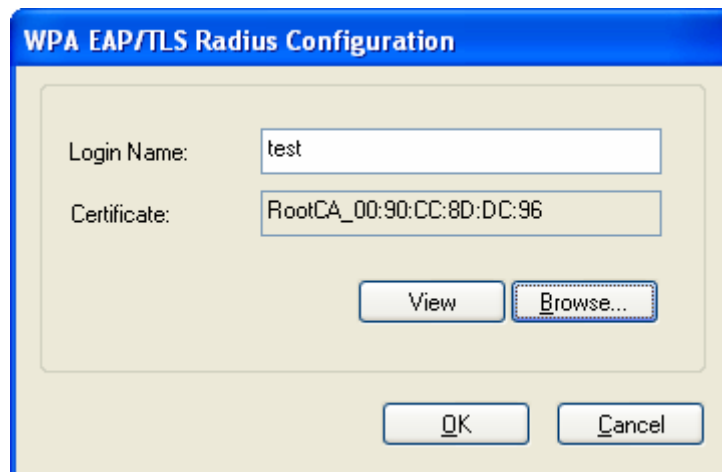 WPA EAP/TLS Radius Configuration
Login Name: test
Certificate: RootCA_00:90:CC:8D:DC:96
View Browse...
OK Cancel